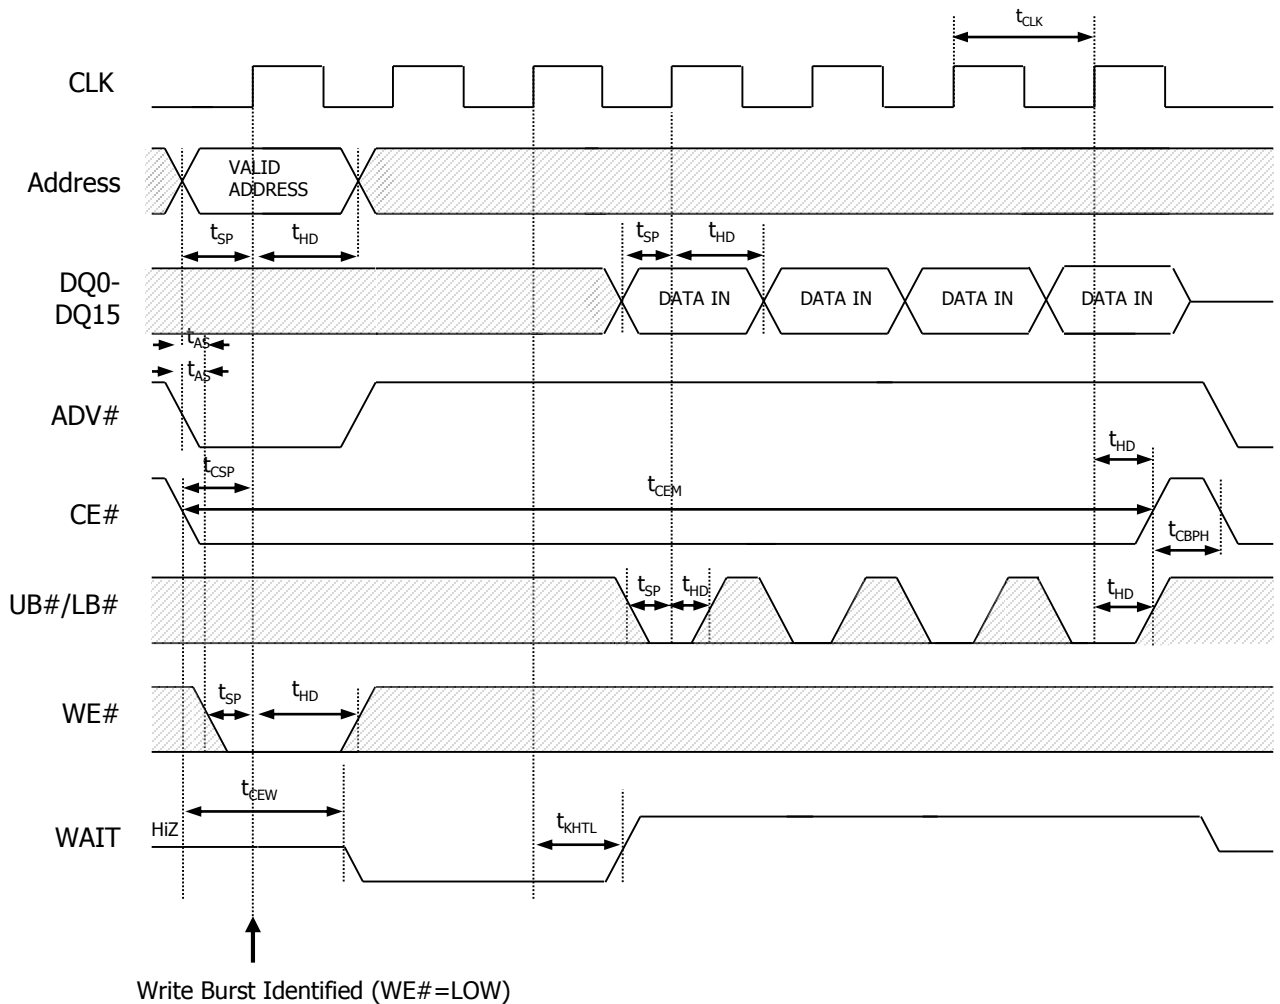 tCLK
CLK
Address
VALID
ADDRESS
tSP
tHD
tSP
tHD
DQ0-
DQ15
DATA IN
DATA IN
DATA IN
DATA IN
tAS
tAS
ADV#
tHD
tCSP
CE#
tCEM
tCBPH
UB#/LB#
tSP
tHD
tHD
WE#
tSP
tHD
tCEW
WAIT
HiZ
tKHTL
Write Burst Identified (WE#=LOW)